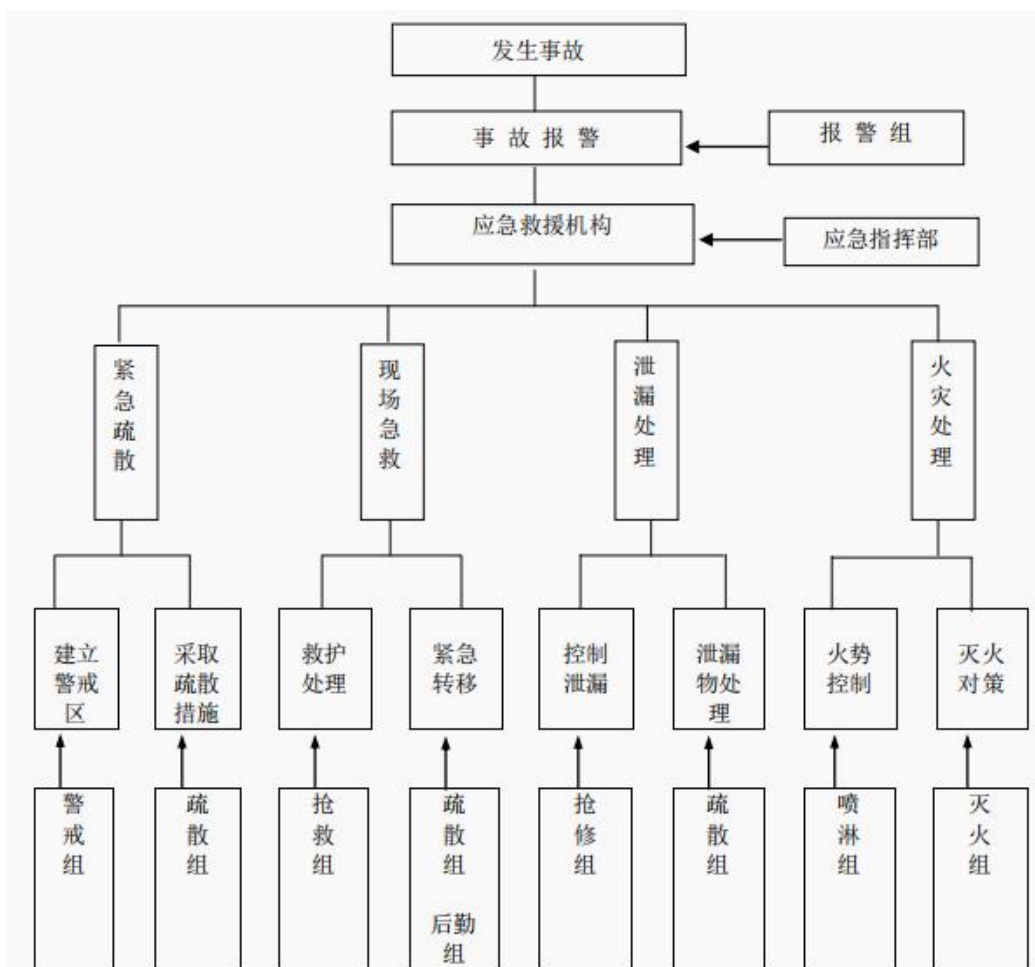 发生事故
事 故 报 警
报 警 组
应急救援机构
应急指挥部
紧
急
疏
散
现
场
急
救
泄
漏
处
理
火
灾
处
理
建立
警戒
区
采取
疏散
措施
救护
处理
紧急
转移
控制
泄漏
泄漏
物处
理
火势
控制
灭火
对策
警
戒
组
疏
散
组
抢
救
组
疏
散
组
后勤
组
抢
修
组
疏
散
组
喷
淋
组
灭
火
组